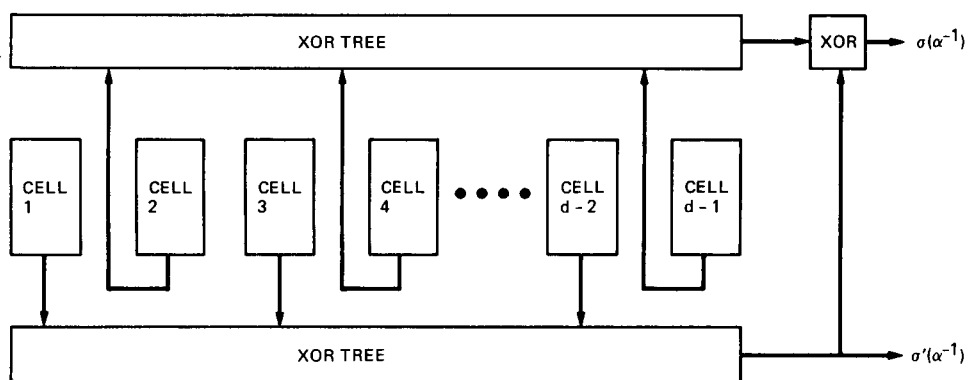 XOR TREE
XOR
σ(α⁻¹)
CELL
1
CELL
2
CELL
3
CELL
4
CELL
d-2
CELL
d-1
XOR TREE
σ'(α⁻¹)